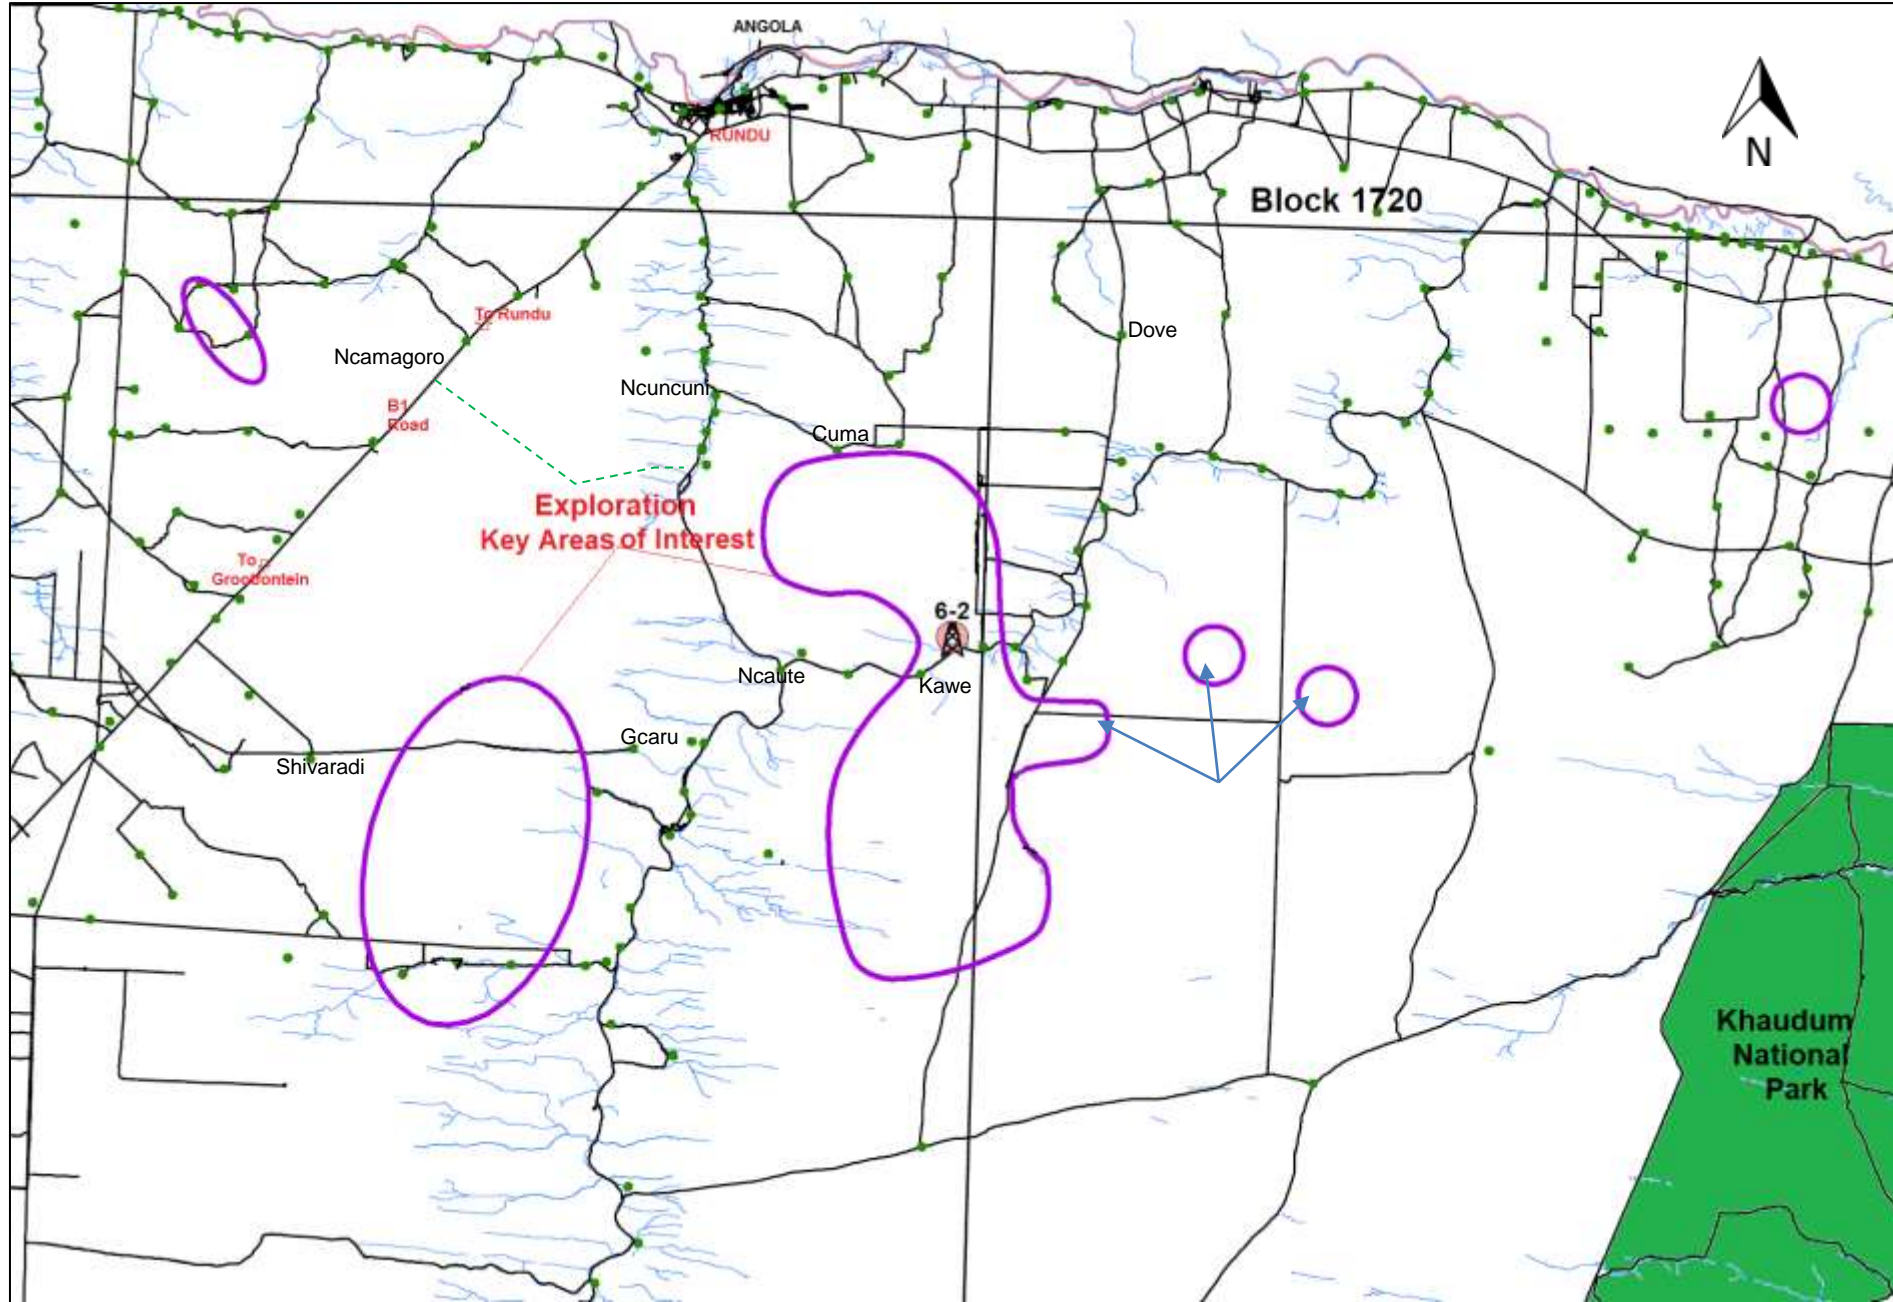 ANGOLA
RUNDU
N
Block 1720
To Rundu
Ncamagoro
Dove
Ncuncuni
B1
Road
Cuma
Exploration
Key Areas of Interest
To
Grootontein
6-2
Ncaute
Kawe
Gcaru
Shivaradi
Khaudum
National
Park